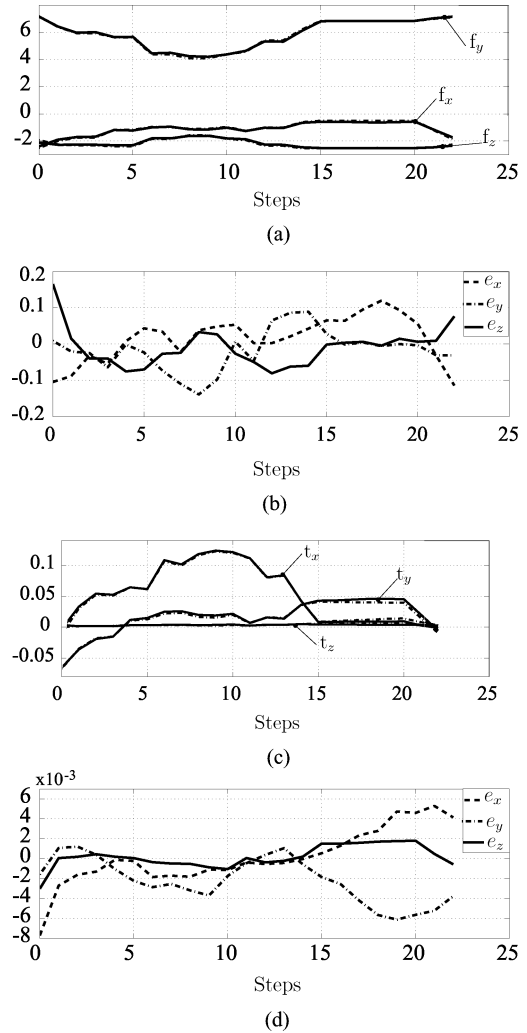 6
4
2
0
-2
f_y
f_x
f_z
0 5 10 15 20 25
Steps
(a)
0.2
0.1
0
-0.1
-0.2
e_x
e_y
e_z
0 5 10 15 20 25
Steps
(b)
0.1
0.05
0
-0.05
t_x
t_y
t_z
0 5 10 15 20 25
Steps
(c)
x10^-3
6
4
2
0
-2
-4
-6
-8
e_x
e_y
e_z
0 5 10 15 20 25
Steps
(d)